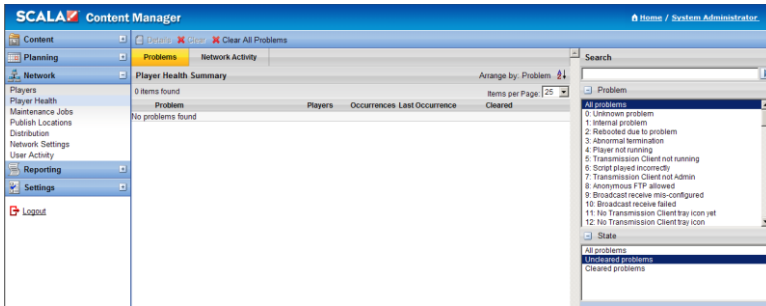 SCALA Content Manager
Home / System Administrator
Content
Planning
Network
Players
Player Health
Maintenance Jobs
Publish Locations
Distribution
Network Settings
User Activity
Reporting
Settings
Logout
Delete Clear Clear All Problems
Problems Network Activity
Player Health Summary Arrange by: Problem
0 items found Items per Page: 25
Problem Players Occurrences Last Occurrence Cleared
No problems found
Search
Problem
All problems
0: Unknown problem
1: Internal problem
2: Rebooted due to problem
3: Abnormal termination
4: Player not running
5: Transmission Client not running
6: Script played incorrectly
7: Transmission Client not Admin
8: Anonymous FTP allowed
9: Broadcast receive mis-configured
10: Broadcast receive failed
11: No Transmission Client tray icon yet
12: No Transmission Client tray icon
State
All problems
Uncleared problems
Cleared problems